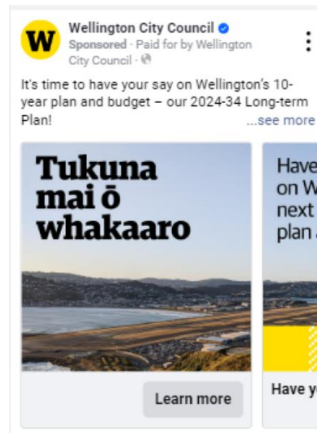 W
Wellington City Council
Sponsored · Paid for by Wellington
City Council ·
It's time to have your say on Wellington's 10-
year plan and budget – our 2024-34 Long-term
Plan!
...see more
Tukuna
mai ō
whakaaro
Learn more
Have
on W
next
plan
Have y